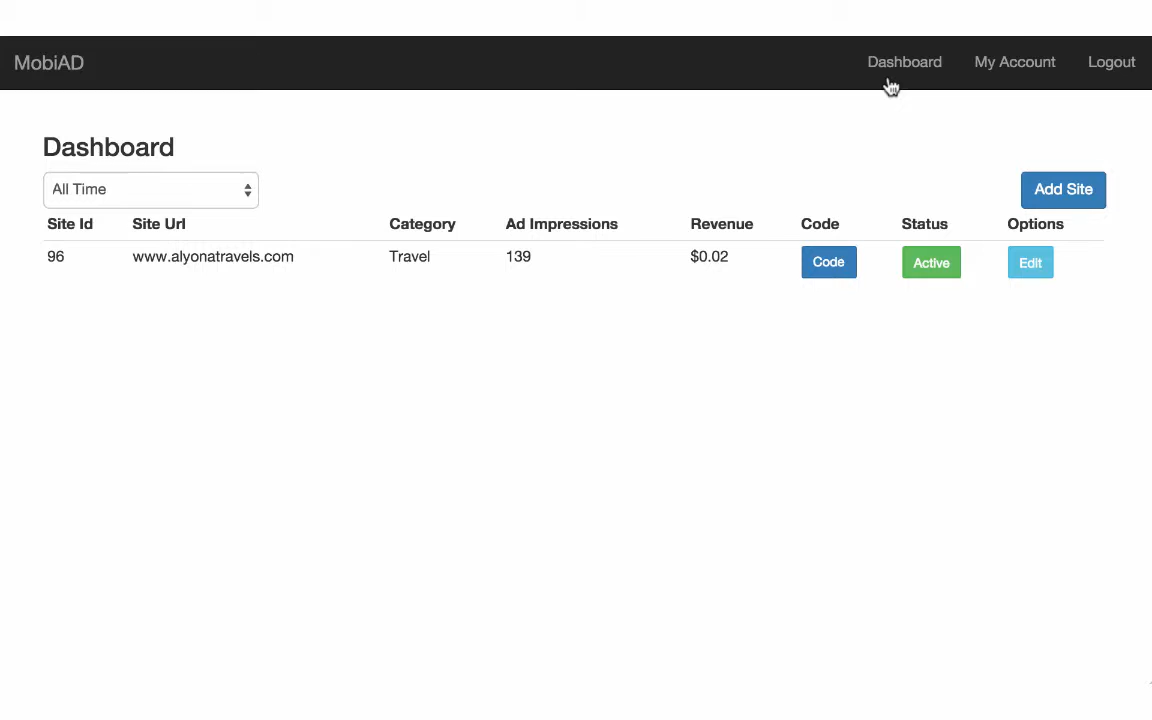 MobiAD Dashboard My Account Logout
Dashboard
All Time Add Site
Site Id Site Url Category Ad Impressions Revenue Code Status Options
96 www.alyonatravels.com Travel 139 $0.02 Code Active Edit